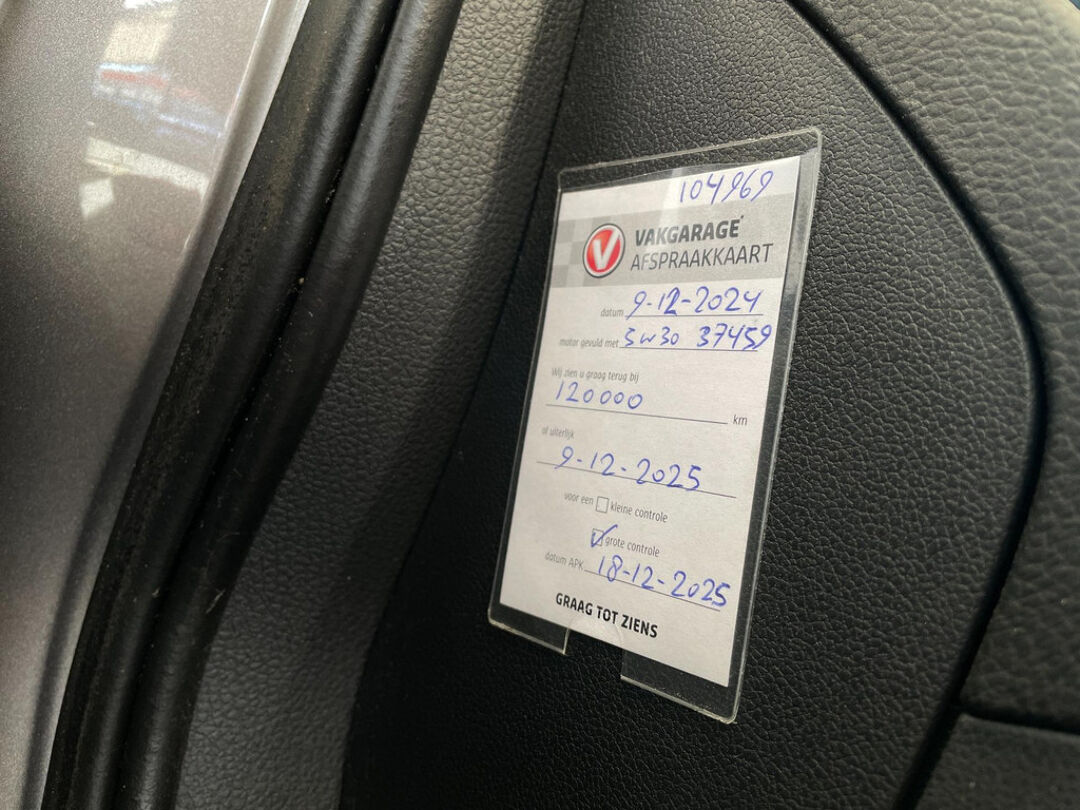 104969
V VAKGARAGE
AFSPRAAKKAART
datum 9-12-2024
motor gevuld met 5w30 37459
Wij zien u graag terug bij
120000 km
of uiterlijk
9-12-2025
voor een kleine controle
grote controle
datum APK 18-12-2025
GRAAG TOT ZIENS